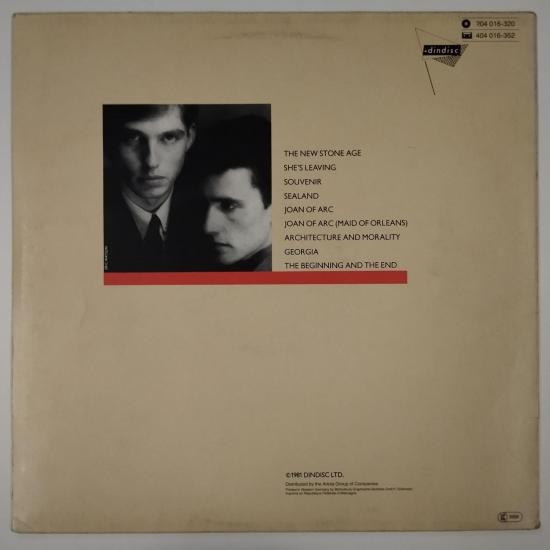 dindisc
704 016-320
404 016-352
THE NEW STONE AGE
SHE'S LEAVING
SOUVENIR
SEALAND
JOAN OF ARC
JOAN OF ARC (MAID OF ORLEANS)
ARCHITECTURE AND MORALITY
GEORGIA
THE BEGINNING AND THE END
©1981 DINDISC LTD.
Distributed by the Ariola Group of Companies